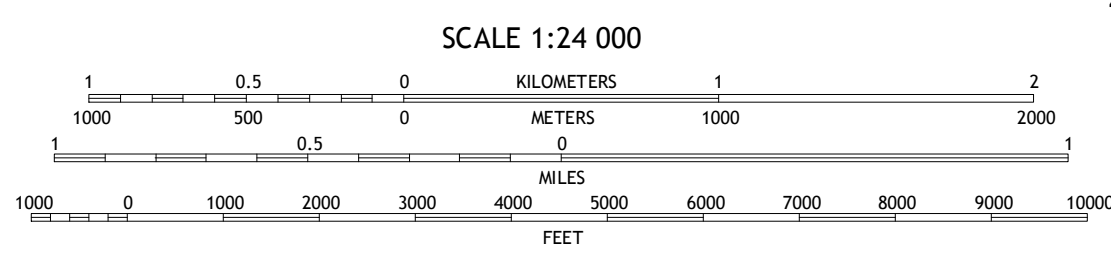 SCALE 1:24 000
1 0.5 0 KILOMETERS 1 2
1000 500 0 METERS 1000 2000
1 0.5 0 1
MILES
1000 0 1000 2000 3000 4000 5000 6000 7000 8000 9000 10000
FEET